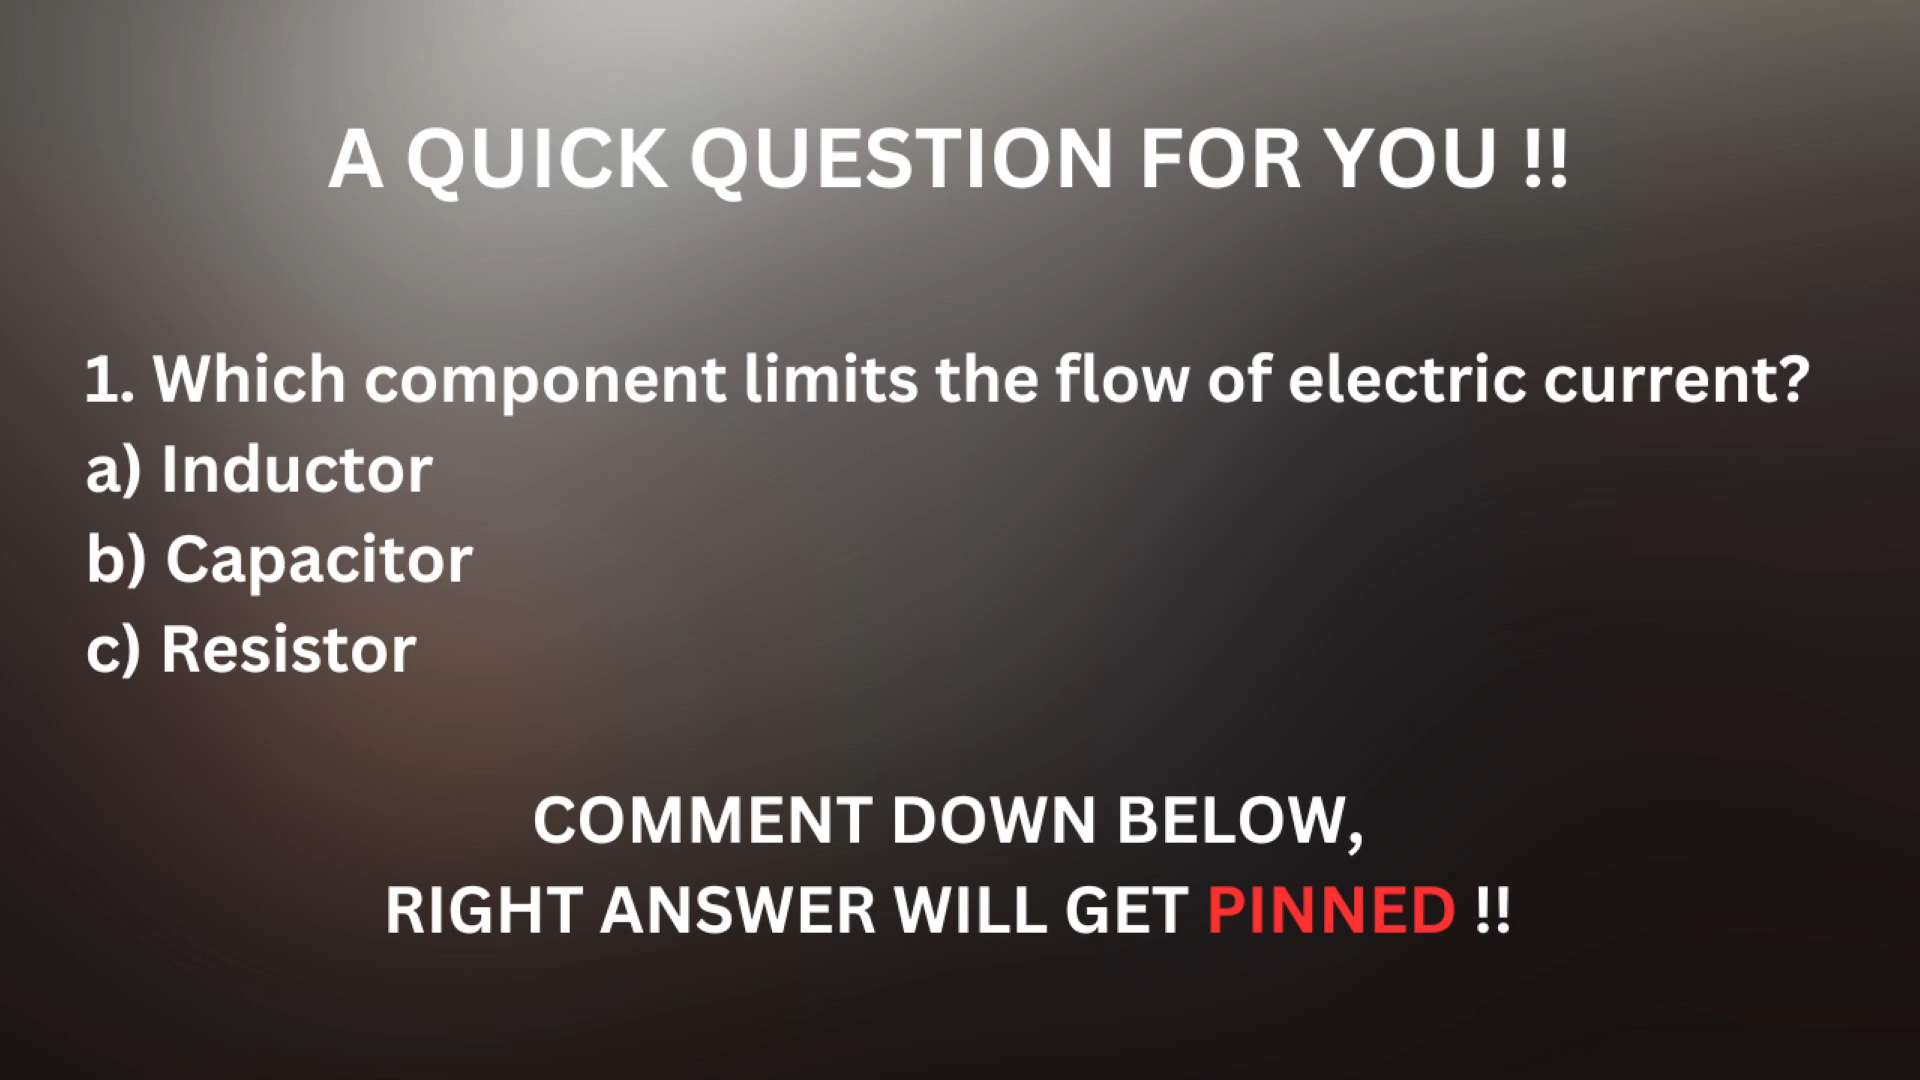 A QUICK QUESTION FOR YOU !!
1. Which component limits the flow of electric current?
a) Inductor
b) Capacitor
c) Resistor
COMMENT DOWN BELOW,
RIGHT ANSWER WILL GET PINNED !!